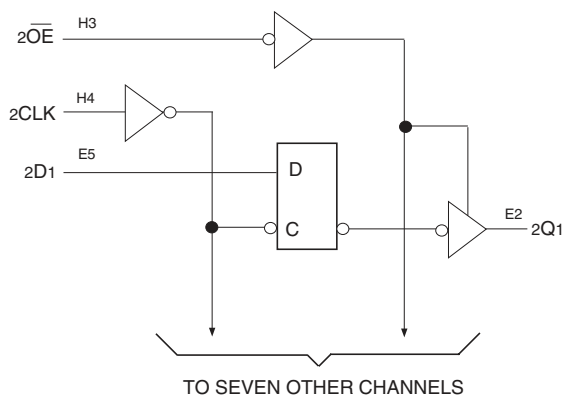 2OE H3
2CLK H4
2D1 E5
D
C
E2 2Q1
TO SEVEN OTHER CHANNELS